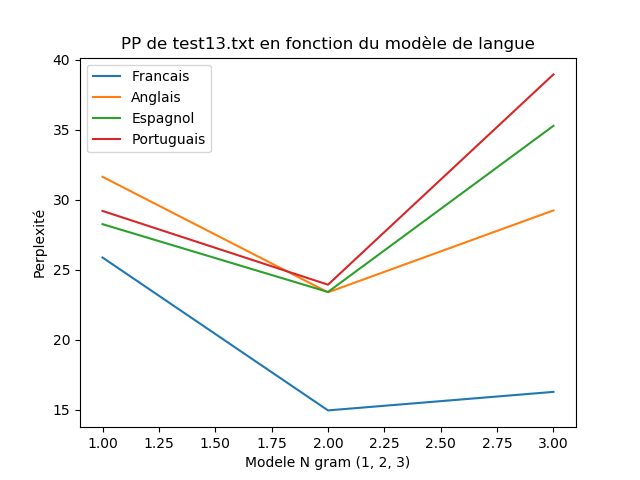 PP de test13.txt en fonction du modèle de langue
40
35
30
25
20
15
Perplexité
Francais
Anglais
Espagnol
Portuguais
1.00 1.25 1.50 1.75 2.00 2.25 2.50 2.75 3.00
Modele N gram (1, 2, 3)